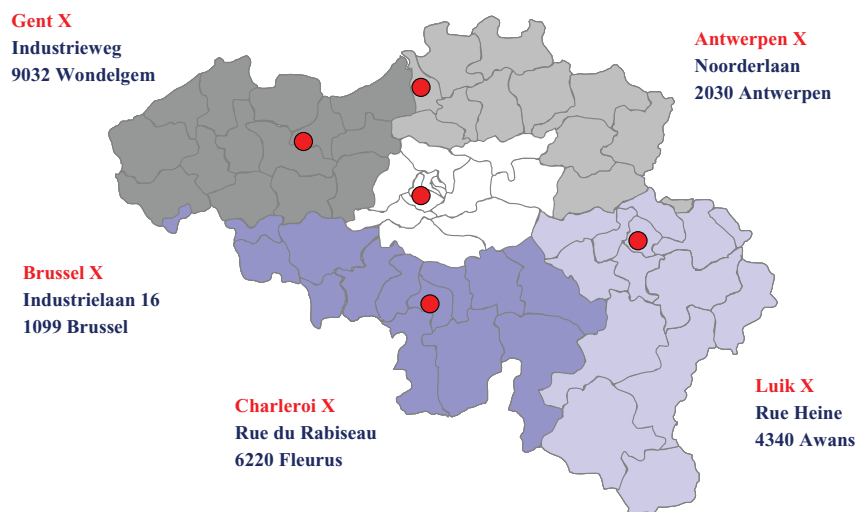 Gent X
Industrieweg
9032 Wondelgem
Antwerpen X
Noorderlaan
2030 Antwerpen
Brussel X
Industrielaan 16
1099 Brussel
Charleroi X
Rue du Rabiseau
6220 Fleurus
Luik X
Rue Heine
4340 Awans